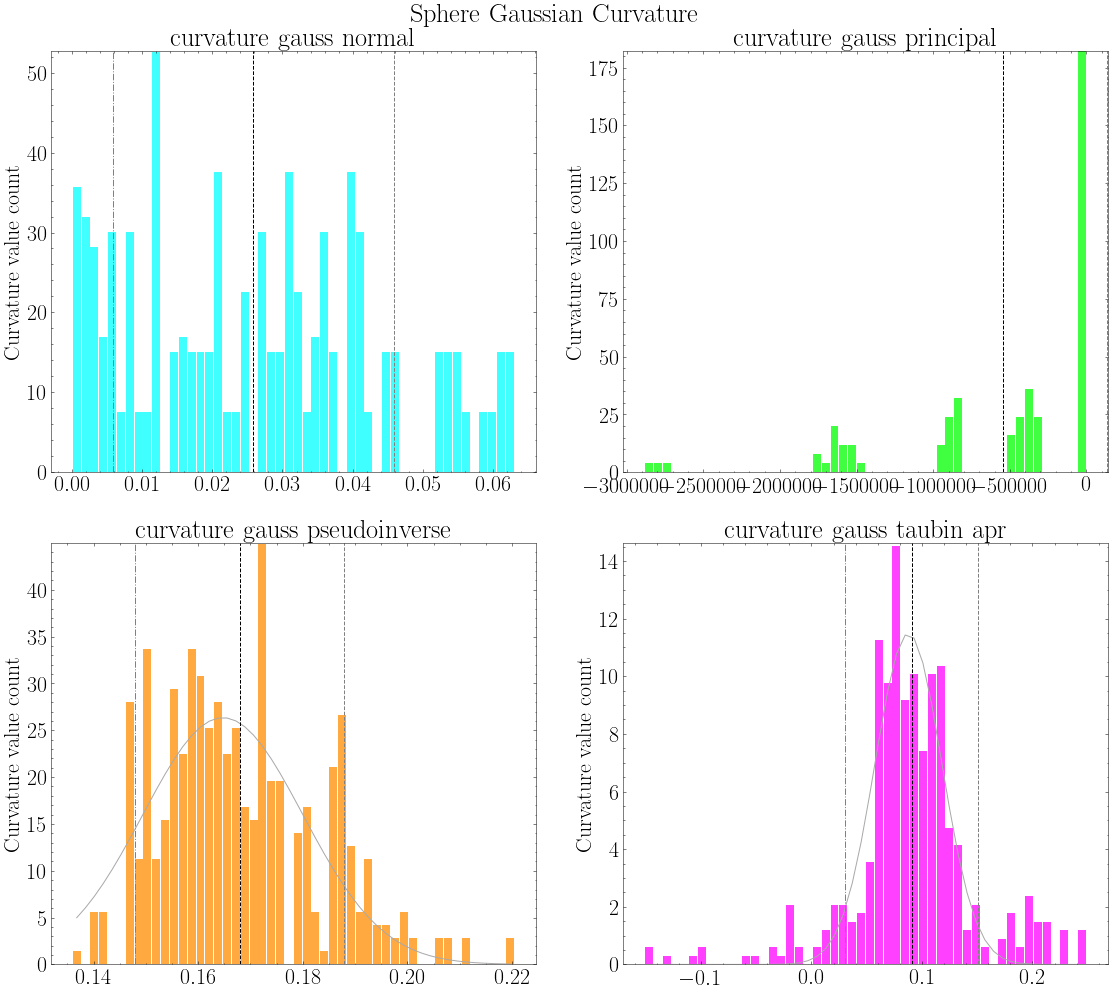 Sphere Gaussian Curvature
curvature gauss normal
Curvature value count
50
40
30
20
10
0
0.00 0.01 0.02 0.03 0.04 0.05 0.06
curvature gauss principal
Curvature value count
175
150
125
100
75
50
25
0
−3000000 −2500000 −2000000 −1500000 −1000000 −500000 0
curvature gauss pseudoinverse
Curvature value count
40
35
30
25
20
15
10
5
0
0.14 0.16 0.18 0.20 0.22
curvature gauss taubin apr
Curvature value count
14
12
10
8
6
4
2
0
−0.1 0.0 0.1 0.2